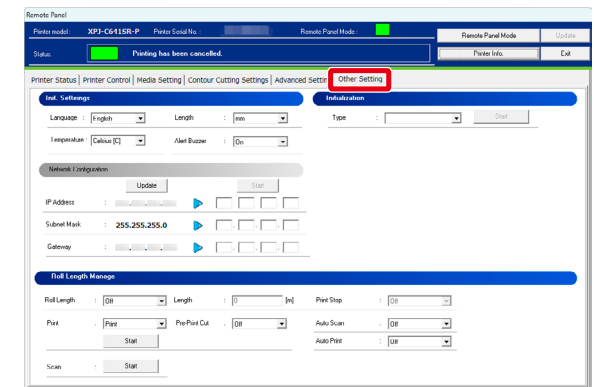 Remote Panel
Printer model : XPJ-C641SR-P Printer Serial No. : Remote Panel Mode :
Remote Panel Mode Update
Status: Printing has been cancelled.
Printer Info. Exit
Printer Status Printer Control Media Setting Contour Cutting Settings Advanced Settin Other Setting
Init. Setteings Initialization
Language : English Length : mm Type : Start
Temperature : Celsius [C] Alert Buzzer : On
Network Configuration
Update Start
IP Address :
Subnet Mask : 255.255.255.0
Gateway :
Roll Length Manage
Roll Length : Off Length : 0 [m] Print Stop : Off
Print : Print Pre-Print Cut : Off Auto Scan : Off
Start Auto Print : Off
Scan : Start